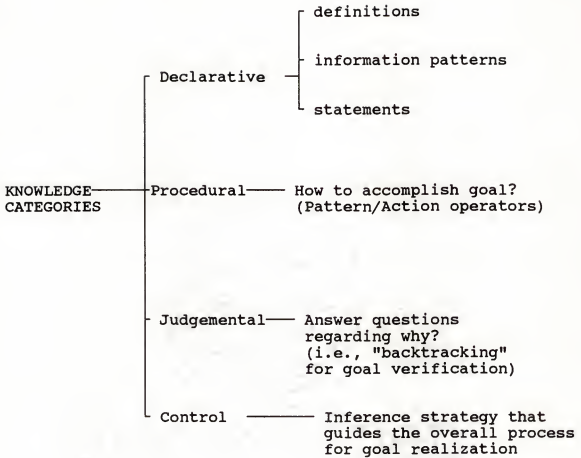 definitions
information patterns
Declarative
statements
KNOWLEDGE
CATEGORIES
Procedural
How to accomplish goal?
(Pattern/Action operators)
Judgemental
Answer questions
regarding why?
(i.e., "backtracking"
for goal verification)
Control
Inference strategy that
guides the overall process
for goal realization